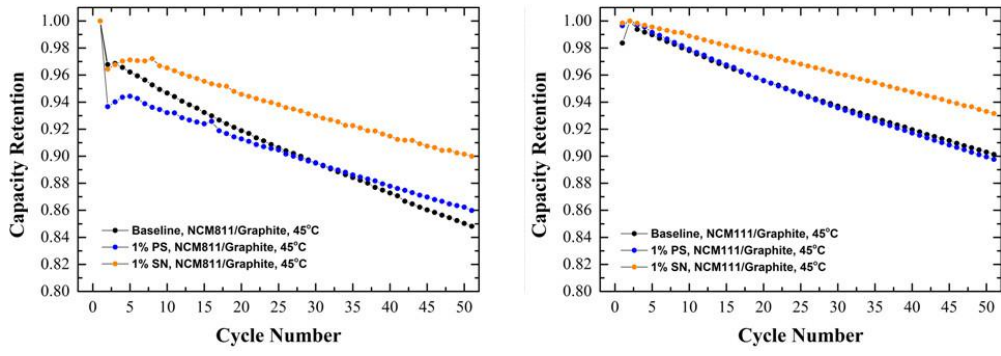 Capacity Retention
1.00
0.98
0.96
0.94
0.92
0.90
0.88
0.86
0.84
0.82
0.80
Baseline, NCM811/Graphite, 45°C
1% PS, NCM811/Graphite, 45°C
1% SN, NCM811/Graphite, 45°C
0 5 10 15 20 25 30 35 40 45 50
Cycle Number
Capacity Retention
1.00
0.98
0.96
0.94
0.92
0.90
0.88
0.86
0.84
0.82
0.80
Baseline, NCM111/Graphite, 45°C
1% PS, NCM111/Graphite, 45°C
1% SN, NCM111/Graphite, 45°C
0 5 10 15 20 25 30 35 40 45 50
Cycle Number